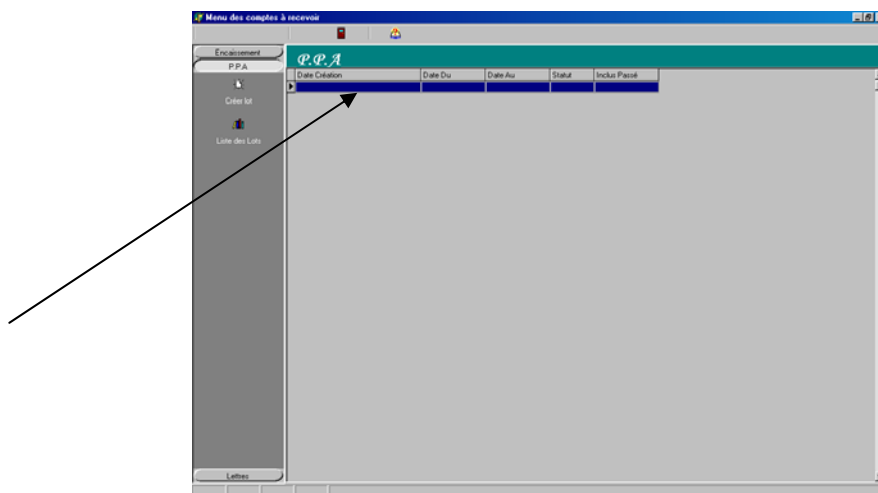 Menu des comptes à recevoir
Encaissement
P.P.A
P.P.A
Date Création Date Du Date Au Statut Inclus Passé
Créer lot
Liste des Lots
Lettres